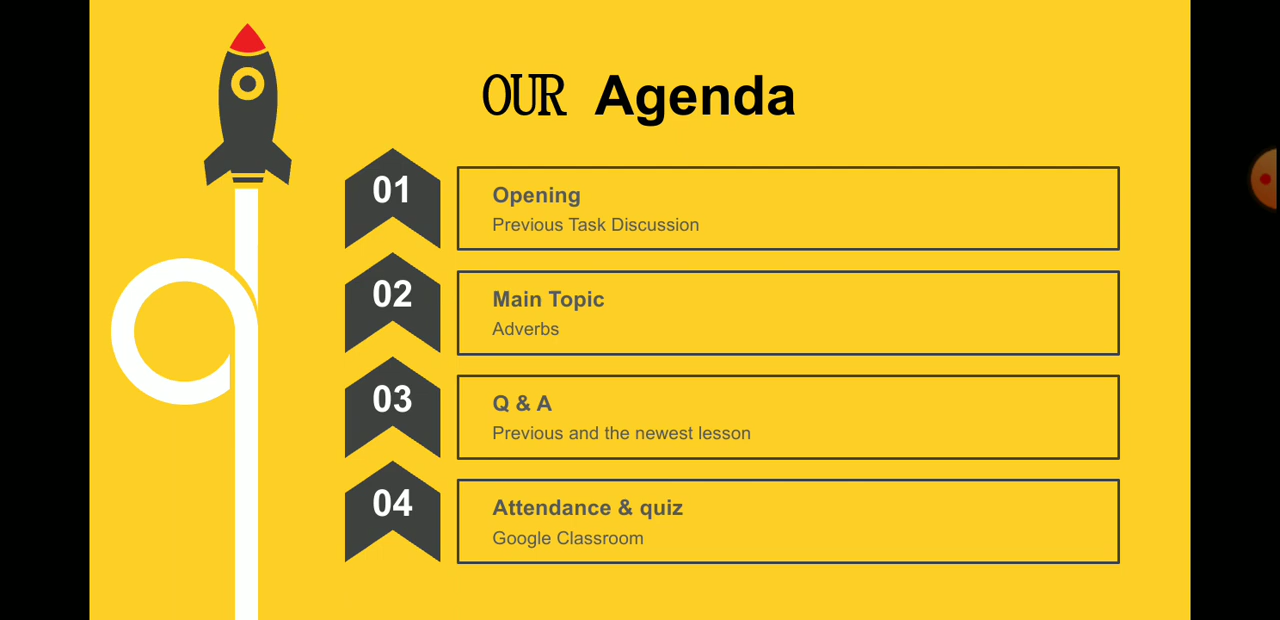 OUR Agenda
01
Opening
Previous Task Discussion
02
Main Topic
Adverbs
03
Q & A
Previous and the newest lesson
04
Attendance & quiz
Google Classroom